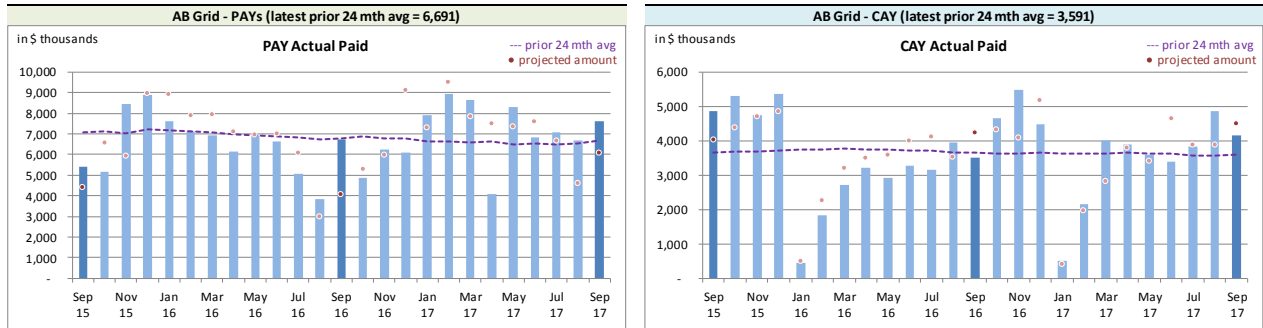 AB Grid - PAYs (latest prior 24 mth avg = 6,691)
in $ thousands
PAY Actual Paid
--- prior 24 mth avg
• projected amount
10,000
9,000
8,000
7,000
6,000
5,000
4,000
3,000
2,000
1,000
-
Sep Nov Jan Mar May Jul Sep Nov Jan Mar May Jul Sep
15 15 16 16 16 16 16 16 17 17 17 17 17
AB Grid - CAY (latest prior 24 mth avg = 3,591)
in $ thousands
CAY Actual Paid
--- prior 24 mth avg
• projected amount
6,000
5,000
4,000
3,000
2,000
1,000
-
Sep Nov Jan Mar May Jul Sep Nov Jan Mar May Jul Sep
15 15 16 16 16 16 16 16 17 17 17 17 17